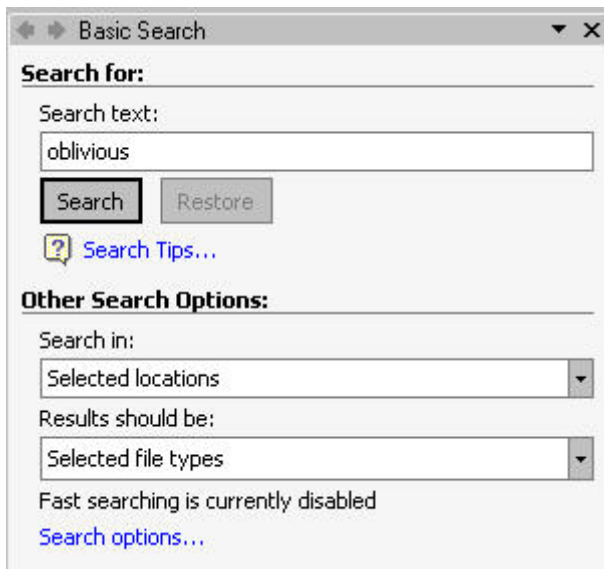 Basic Search
Search for:
Search text:
oblivious
Search Restore
? Search Tips...
Other Search Options:
Search in:
Selected locations
Results should be:
Selected file types
Fast searching is currently disabled
Search options...